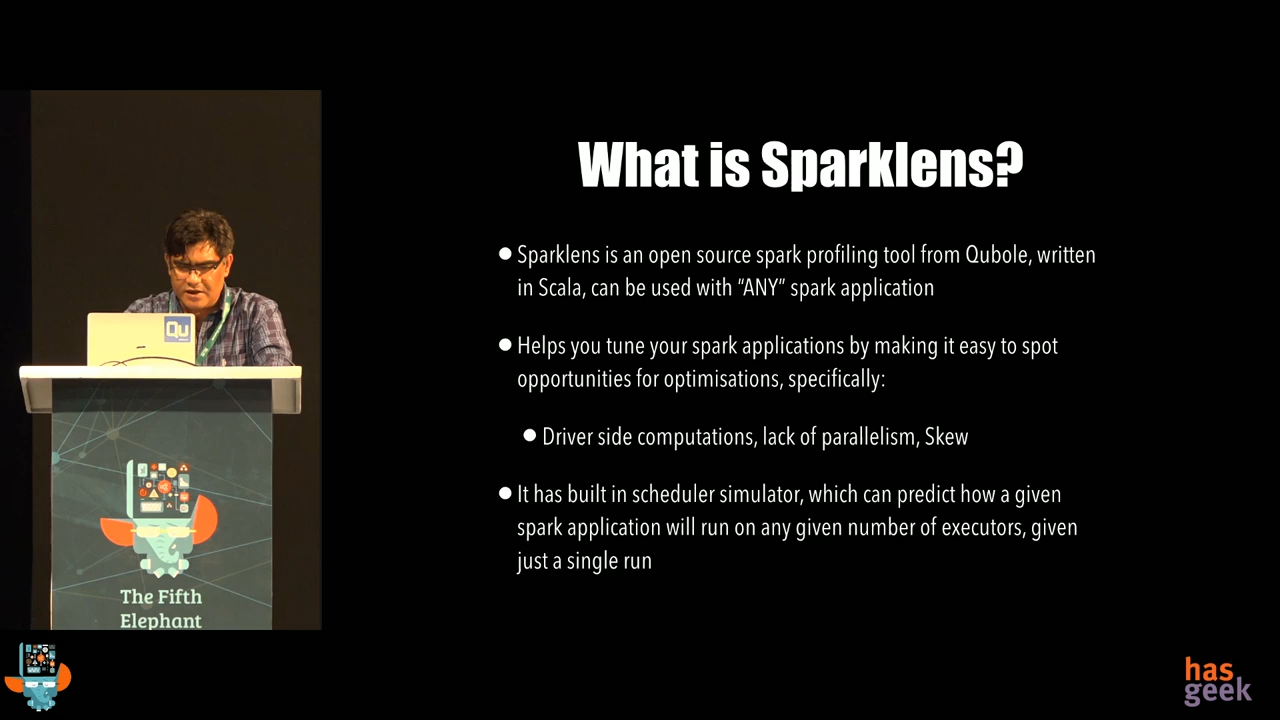 What is Sparklens?
● Sparklens is an open source spark profiling tool from Qubole, written
in Scala, can be used with "ANY" spark application
● Helps you tune your spark applications by making it easy to spot
opportunities for optimisations, specifically:
● Driver side computations, lack of parallelism, Skew
● It has built in scheduler simulator, which can predict how a given
spark application will run on any given number of executors, given
just a single run
Qu
The Fifth
Elephant
has
geek